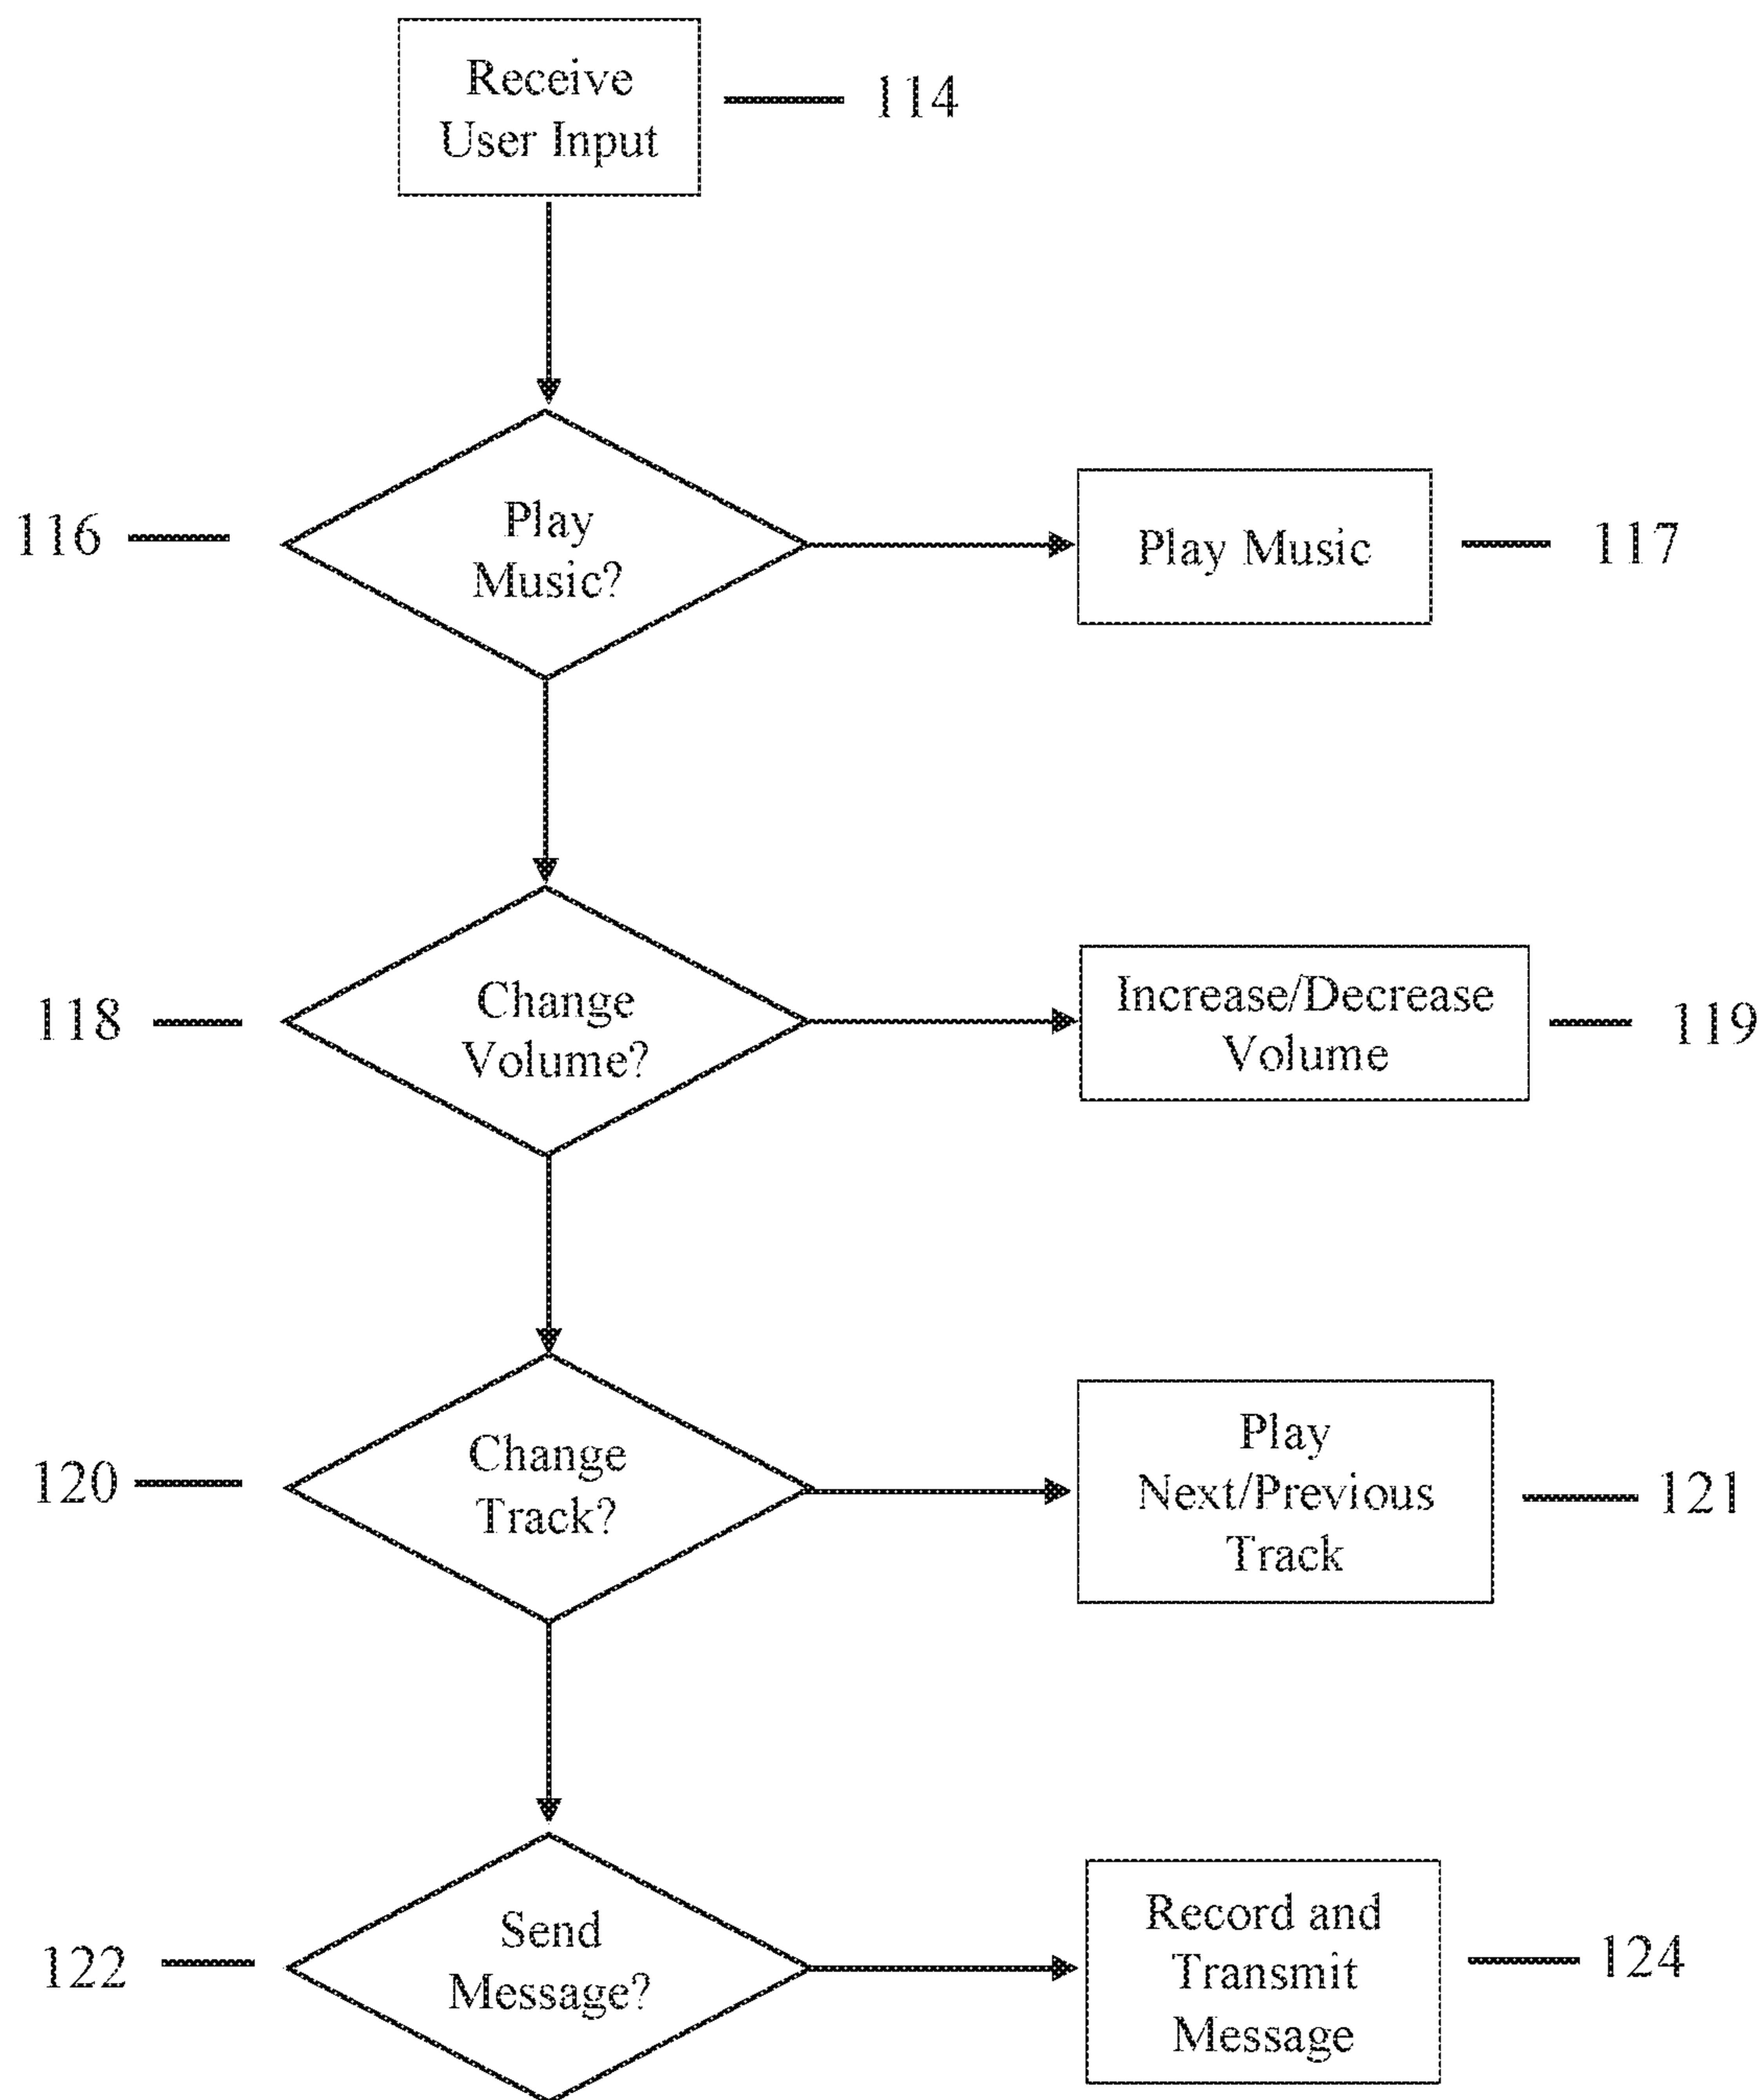 Receive
User Input
114
116
Play
Music?
Play Music
117
118
Change
Volume?
Increase/Decrease
Volume
119
120
Change
Track?
Play
Next/Previous
Track
121
122
Send
Message?
Record and
Transmit
Message
124